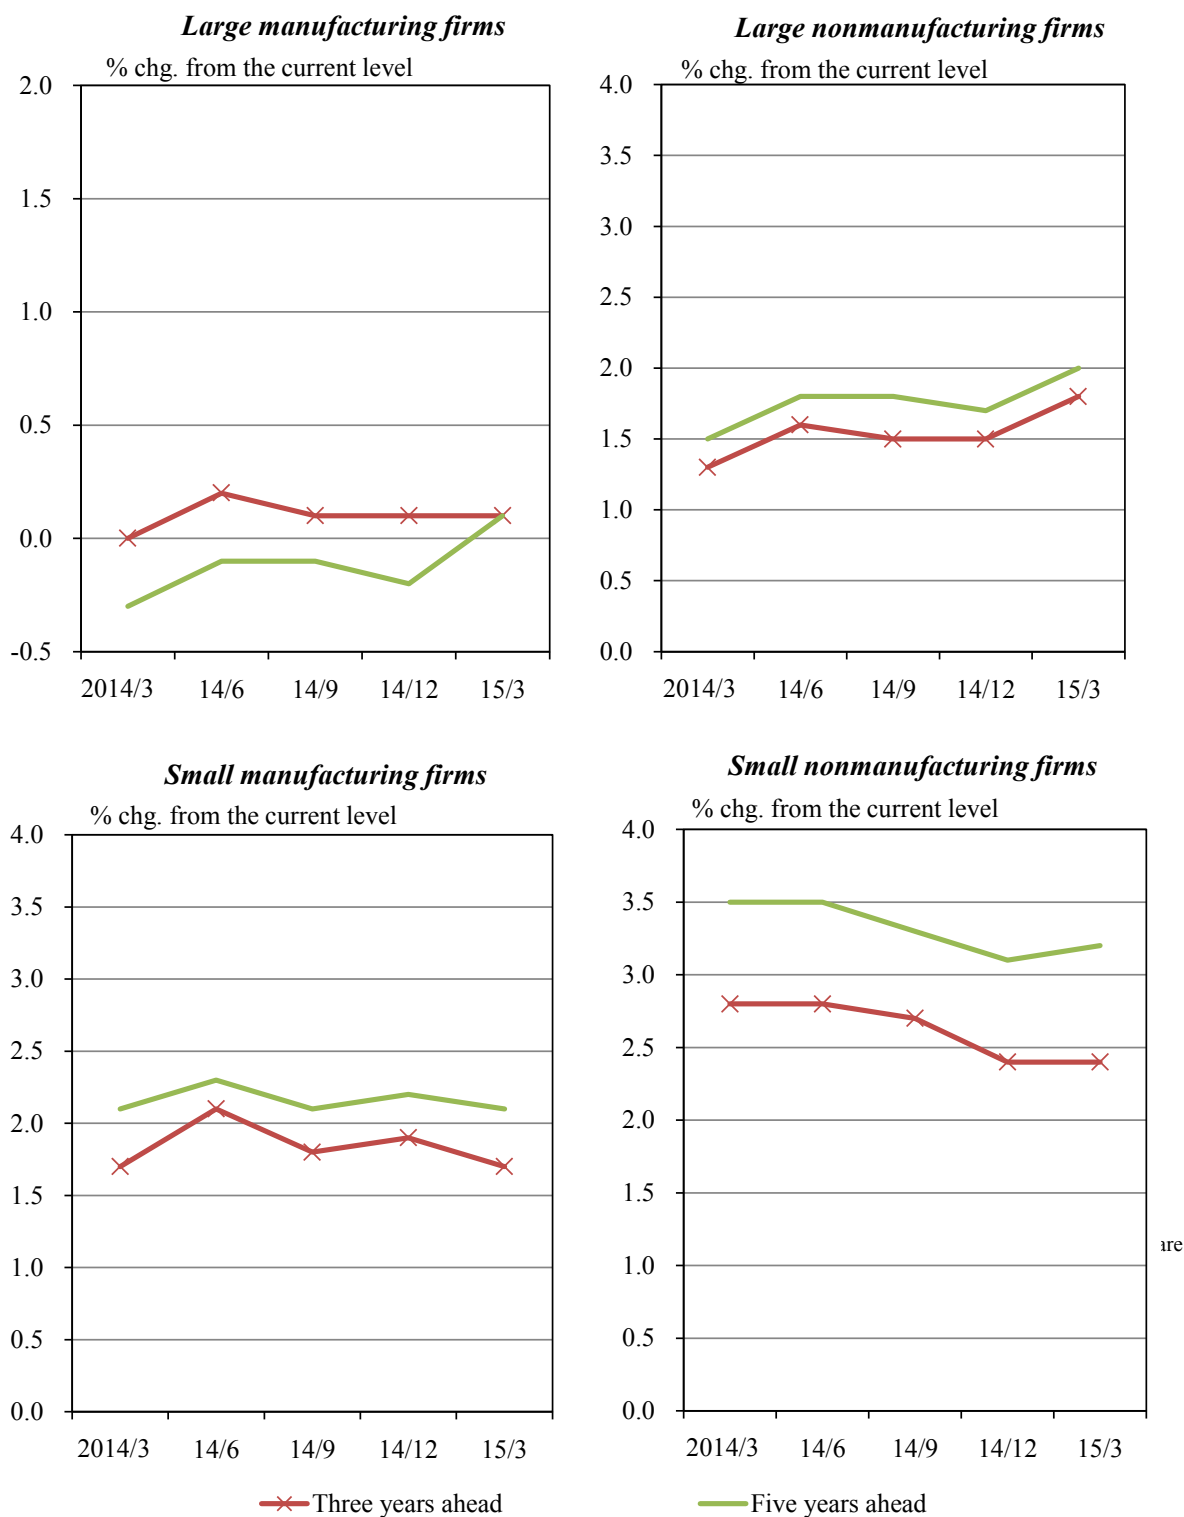 Large manufacturing firms
% chg. from the current level
2.0
1.5
1.0
0.5
0.0
-0.5
2014/3 14/6 14/9 14/12 15/3
Large nonmanufacturing firms
% chg. from the current level
4.0
3.5
3.0
2.5
2.0
1.5
1.0
0.5
0.0
2014/3 14/6 14/9 14/12 15/3
Small manufacturing firms
% chg. from the current level
4.0
3.5
3.0
2.5
2.0
1.5
1.0
0.5
0.0
2014/3 14/6 14/9 14/12 15/3
Small nonmanufacturing firms
% chg. from the current level
4.0
3.5
3.0
2.5
2.0
1.5
1.0
0.5
0.0
2014/3 14/6 14/9 14/12 15/3
Three years ahead Five years ahead